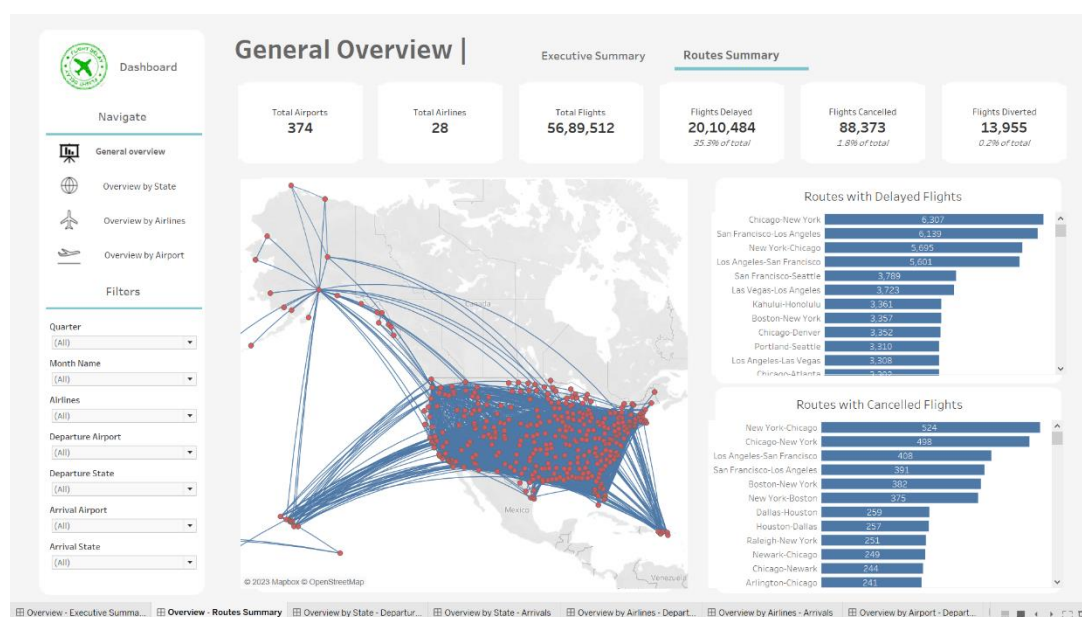 General Overview |
Executive Summary
Routes Summary
FLIGHT DELAY
Dashboard
Navigate
General overview
Overview by State
Overview by Airlines
Overview by Airport
Filters
Quarter
(All)
Month Name
(All)
Airlines
(All)
Departure Airport
(All)
Departure State
(All)
Arrival Airport
(All)
Arrival State
(All)
Total Airports
374
Total Airlines
28
Total Flights
56,89,512
Flights Delayed
20,10,484
35.3% of total
Flights Cancelled
88,373
1.8% of total
Flights Diverted
13,955
0.2% of total
Canada
Mexico
Venezuela
© 2023 Mapbox © OpenStreetMap
Routes with Delayed Flights
Chicago-New York 6,307
San Francisco-Los Angeles 6,139
New York-Chicago 5,695
Los Angeles-San Francisco 5,601
San Francisco-Seattle 3,789
Las Vegas-Los Angeles 3,723
Kahului-Honolulu 3,361
Boston-New York 3,357
Chicago-Denver 3,352
Portland-Seattle 3,310
Los Angeles-Las Vegas 3,308
Chicago-Atlanta
Routes with Cancelled Flights
New York-Chicago 524
Chicago-New York 498
Los Angeles-San Francisco 408
San Francisco-Los Angeles 391
Boston-New York 382
New York-Boston 375
Dallas-Houston 259
Houston-Dallas 257
Raleigh-New York 251
Newark-Chicago 249
Chicago-Newark 244
Arlington-Chicago 241
Overview - Executive Summa...
Overview - Routes Summary
Overview by State - Departur...
Overview by State - Arrivals
Overview by Airlines - Depart...
Overview by Airlines - Arrivals
Overview by Airport - Depart...